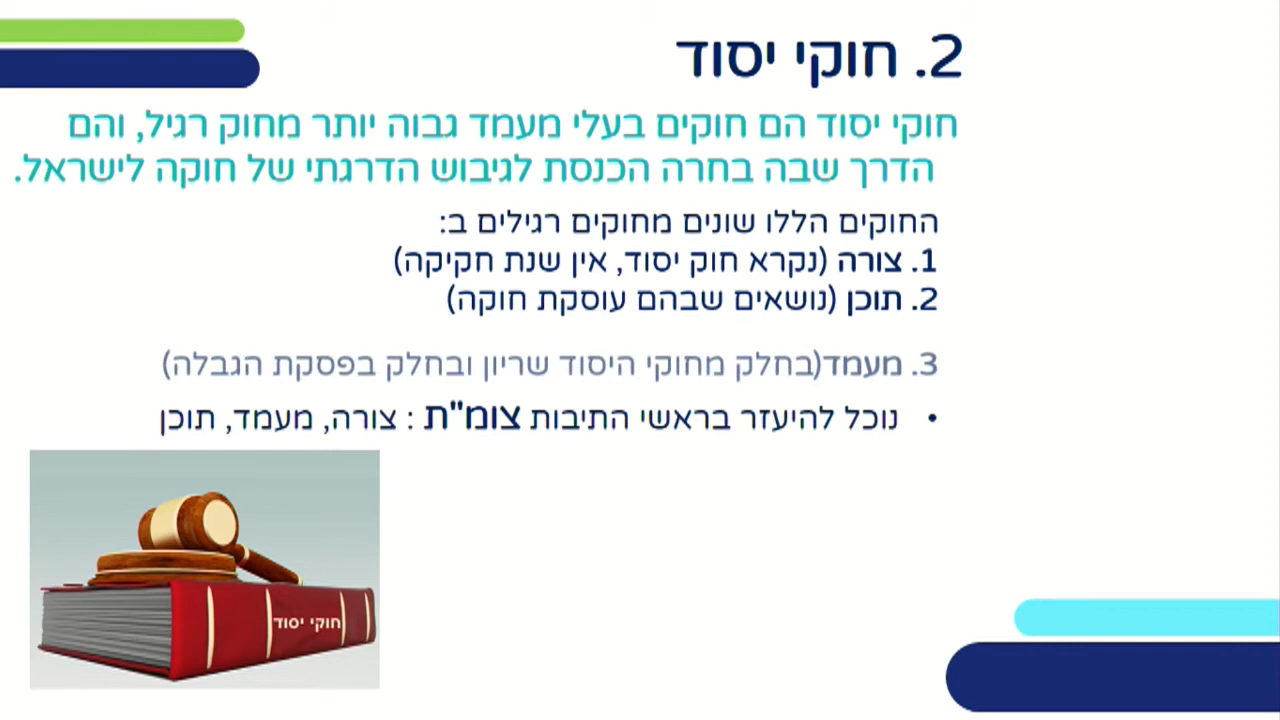 2. חוקי יסוד
חוקי יסוד הם חוקים בעלי מעמד גבוה יותר מחוק רגיל, והם
הדרך שבה בחרה הכנסת לגיבוש הדרגתי של חוקה לישראל.
החוקים הללו שונים מחוקים רגילים ב:
1. צורה (נקרא חוק יסוד, אין שנת חקיקה)
2. תוכן (נושאים שבהם עוסקת חוקה)
3. מעמד(בחלק מחוקי היסוד שריון ובחלק בפסקת הגבלה)
• נוכל להיעזר בראשי התיבות צומ"ת : צורה, מעמד, תוכן
חוקי יסוד